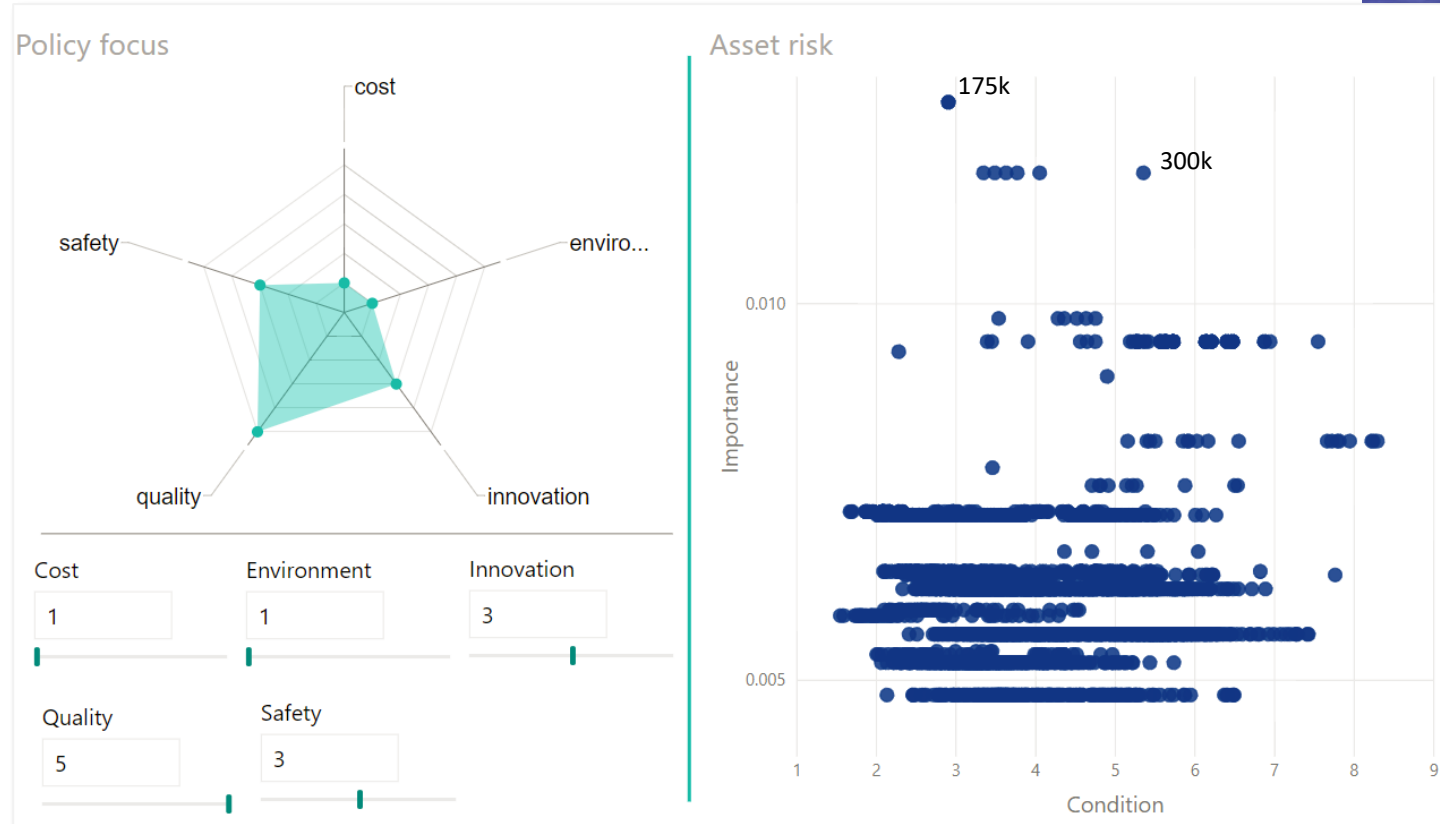 Policy focus
cost
safety
enviro...
quality
innovation
Cost
Environment
Innovation
1
1
3
Quality
Safety
5
3
Asset risk
175k
300k
0.010
Importance
0.005
1 2 3 4 5 6 7 8 9
Condition